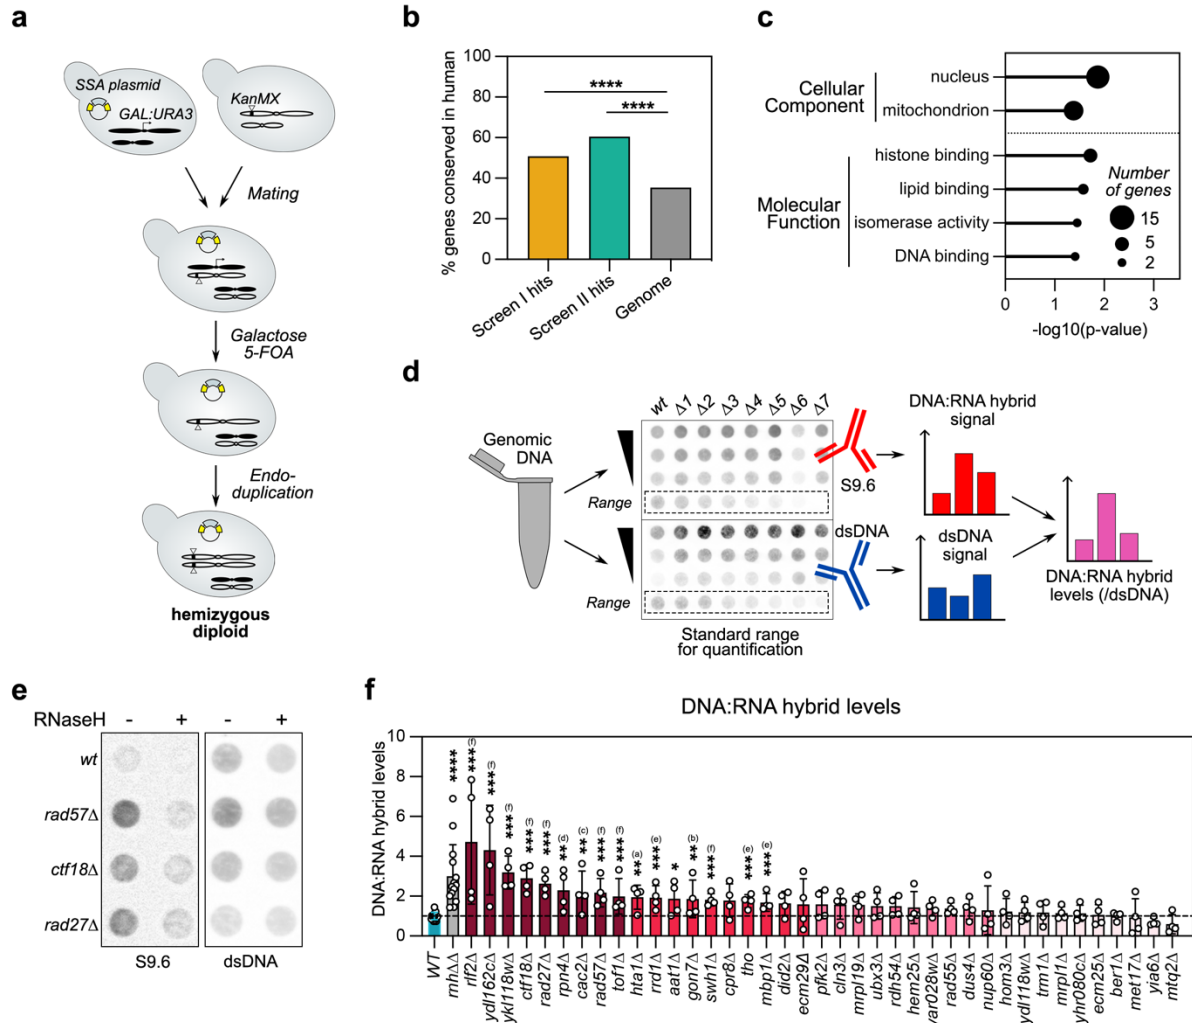 a
SSA plasmid
GAL:URA3
KanMX
Mating
Galactose
5-FOA
Endo-
duplication
hemizygous
diploid
b
% genes conserved in human
100
80
60
40
20
0
****
****
Screen I hits
Screen II hits
Genome
c
Cellular
Component
nucleus
mitochondrion
Molecular
Function
histone binding
lipid binding
isomerase activity
DNA binding
Number
of genes
15
5
2
0
1
2
3
-log10(p-value)
d
Genomic
DNA
wt
Δ1
Δ2
Δ3
Δ4
Δ5
Δ6
Δ7
Range
Range
S9.6
dsDNA
Standard range
for quantification
DNA:RNA hybrid
signal
dsDNA
signal
DNA:RNA hybrid
levels (/dsDNA)
e
RNaseH - + - +
wt
rad57Δ
ctf18Δ
rad27Δ
S9.6 dsDNA
f
DNA:RNA hybrid levels
DNA:RNA hybrid levels
10
8
6
4
2
0
****
***(f)
***(f)
***(f)
***(f)
***(f)
**(d)
**(c)
***(f)
***(f)
**(a)
***(e)
*
**(b)
***(f)
***(e)
**(e)
WT
rnhΔΔ
rlf2Δ
ydl162cΔ
ykl118wΔ
ctf18Δ
rad27Δ
rpn4Δ
cac2Δ
rad57Δ
tof1Δ
hta1Δ
rrd1Δ
aat1Δ
gon7Δ
swh1Δ
cpr8Δ
tho
mbp1Δ
did2Δ
ecm29Δ
pfk2Δ
cln3Δ
mrpl19Δ
ubx3Δ
rdh54Δ
hem25Δ
yar028wΔ
rad55Δ
dus4Δ
nup60Δ
hom3Δ
ydl118wΔ
trm1Δ
mrpl1Δ
yhr080cΔ
ecm25Δ
ber1Δ
met17Δ
yia6Δ
mtq2Δ